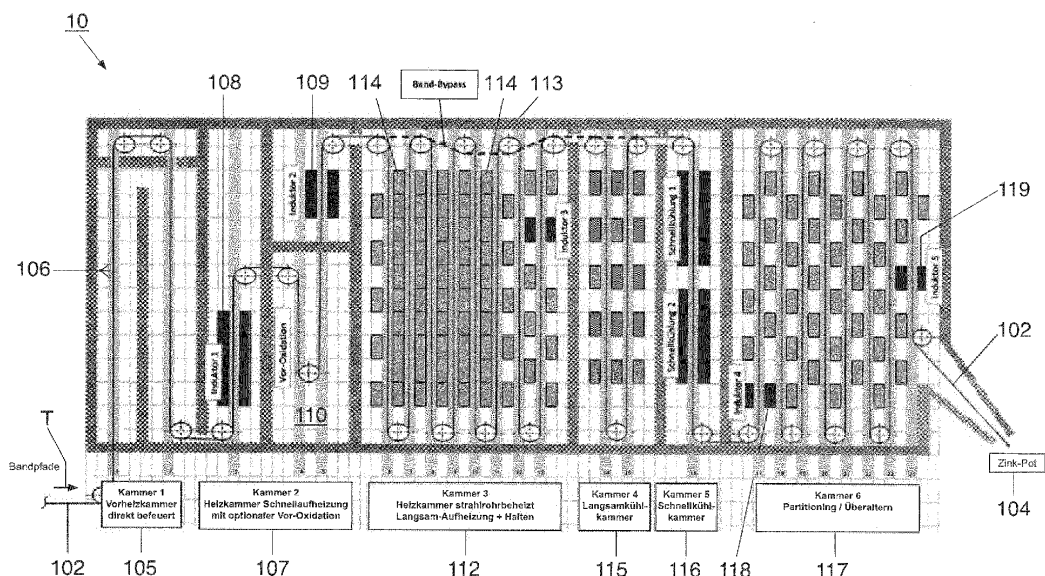 10
108
109
114
Band-Bypass
114
113
Induktor 2
Schnellkühlung 1
119
Induktor 3
106
Induktor 5
Vor-Oxidation
Induktor 1
Schnellkühlung 2
102
110
Induktor 4
Bandpfade
Zink-Pot
104
Kammer 1
Vorheizkammer
direkt befeuert
Kammer 2
Heizkammer Schnellaufheizung
mit optionaler Vor-Oxidation
Kammer 3
Heizkammer strahlrohrbeheizt
Langsam-Aufheizung + Halten
Kammer 4
Langsamkühl-
kammer
Kammer 5
Schnellkühl-
kammer
Kammer 6
Partitioning / Überaltern
102
105
107
112
115
116
118
117